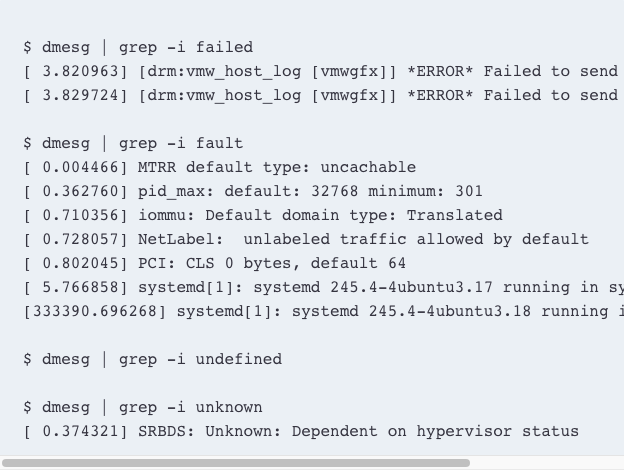 $ dmesg | grep -i failed
[ 3.820963] [drm:vmw_host_log [vmwgfx]] *ERROR* Failed to send
[ 3.829724] [drm:vmw_host_log [vmwgfx]] *ERROR* Failed to send
$ dmesg | grep -i fault
[ 0.004466] MTRR default type: uncachable
[ 0.362760] pid_max: default: 32768 minimum: 301
[ 0.710356] iommu: Default domain type: Translated
[ 0.728057] NetLabel:  unlabeled traffic allowed by default
[ 0.802045] PCI: CLS 0 bytes, default 64
[ 5.766858] systemd[1]: systemd 245.4-4ubuntu3.17 running in sy
[333390.696268] systemd[1]: systemd 245.4-4ubuntu3.18 running i
$ dmesg | grep -i undefined
$ dmesg | grep -i unknown
[ 0.374321] SRBDS: Unknown: Dependent on hypervisor status